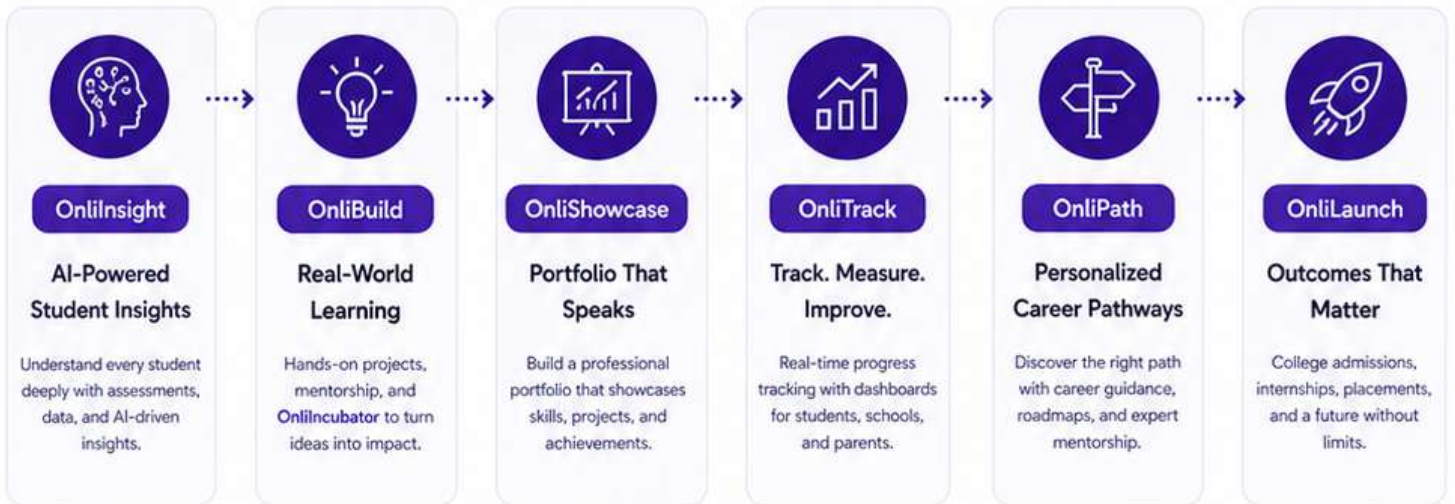 OnliInsight
AI-Powered
Student Insights
Understand every student
deeply with assessments,
data, and AI-driven
insights.
OnliBuild
Real-World
Learning
Hands-on projects,
mentorship, and
OnliIncubator to turn
ideas into impact.
OnliShowcase
Portfolio That
Speaks
Build a professional
portfolio that showcases
skills, projects, and
achievements.
OnliTrack
Track. Measure.
Improve.
Real-time progress
tracking with dashboards
for students, schools,
and parents.
OnliPath
Personalized
Career Pathways
Discover the right path
with career guidance,
roadmaps, and expert
mentorship.
OnliLaunch
Outcomes That
Matter
College admissions,
internships, placements,
and a future without
limits.